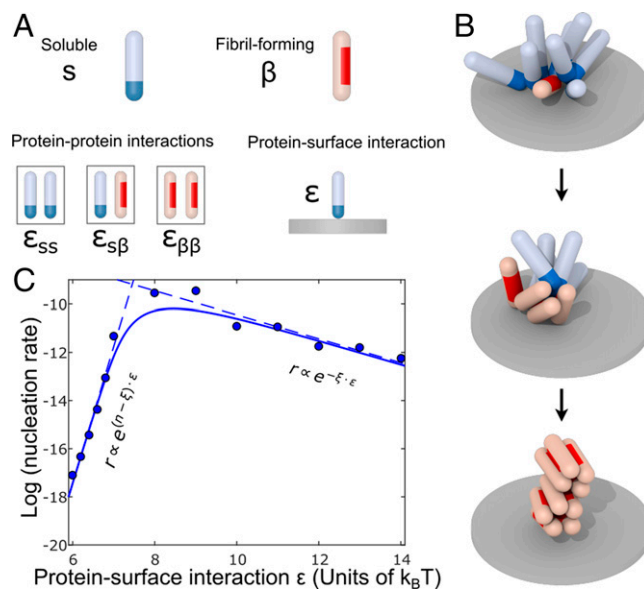 A
B
Soluble
s
Fibril-forming
β
Protein-protein interactions
Protein-surface interaction
εss
εsβ
εββ
ε
C
Log (nucleation rate)
-10
-12
-14
-16
-18
-20
r ∝ e^(n-ξ)·ε
r ∝ e^-ξ·ε
6 8 10 12 14
Protein-surface interaction ε (Units of kBT)